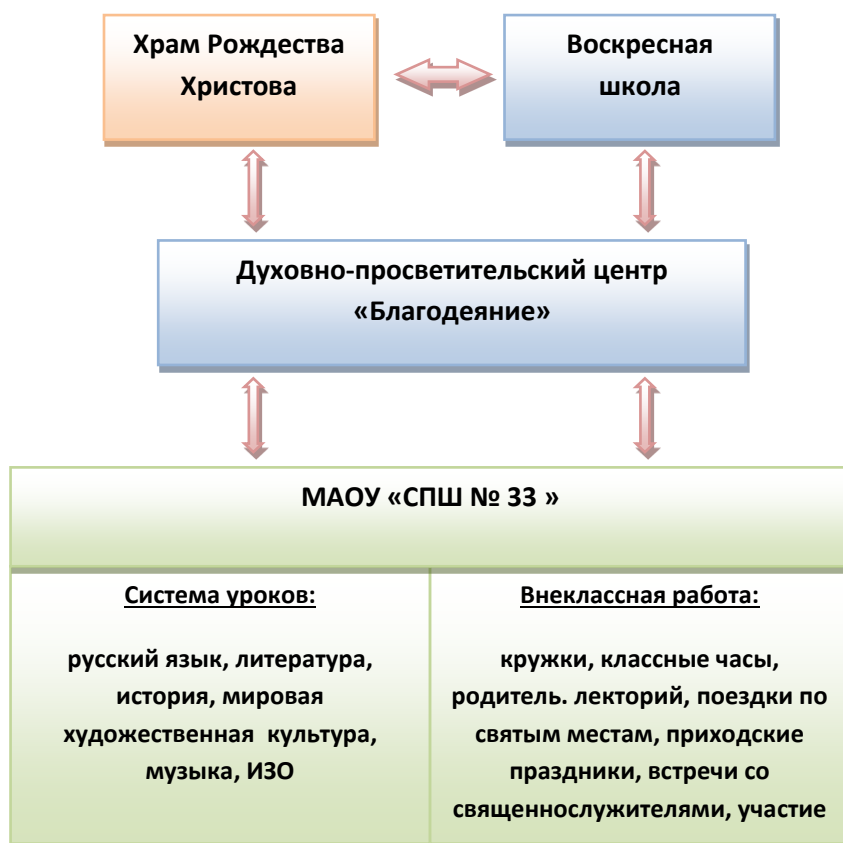 Храм Рождества
Христова
Воскресная
школа
Духовно-просветительский центр
«Благодеяние»
МАОУ «СПШ № 33 »
Система уроков:
русский язык, литература,
история, мировая
художественная культура,
музыка, ИЗО
Внеклассная работа:
кружки, классные часы,
родитель. лекторий, поездки по
святым местам, приходские
праздники, встречи со
священнослужителями, участие